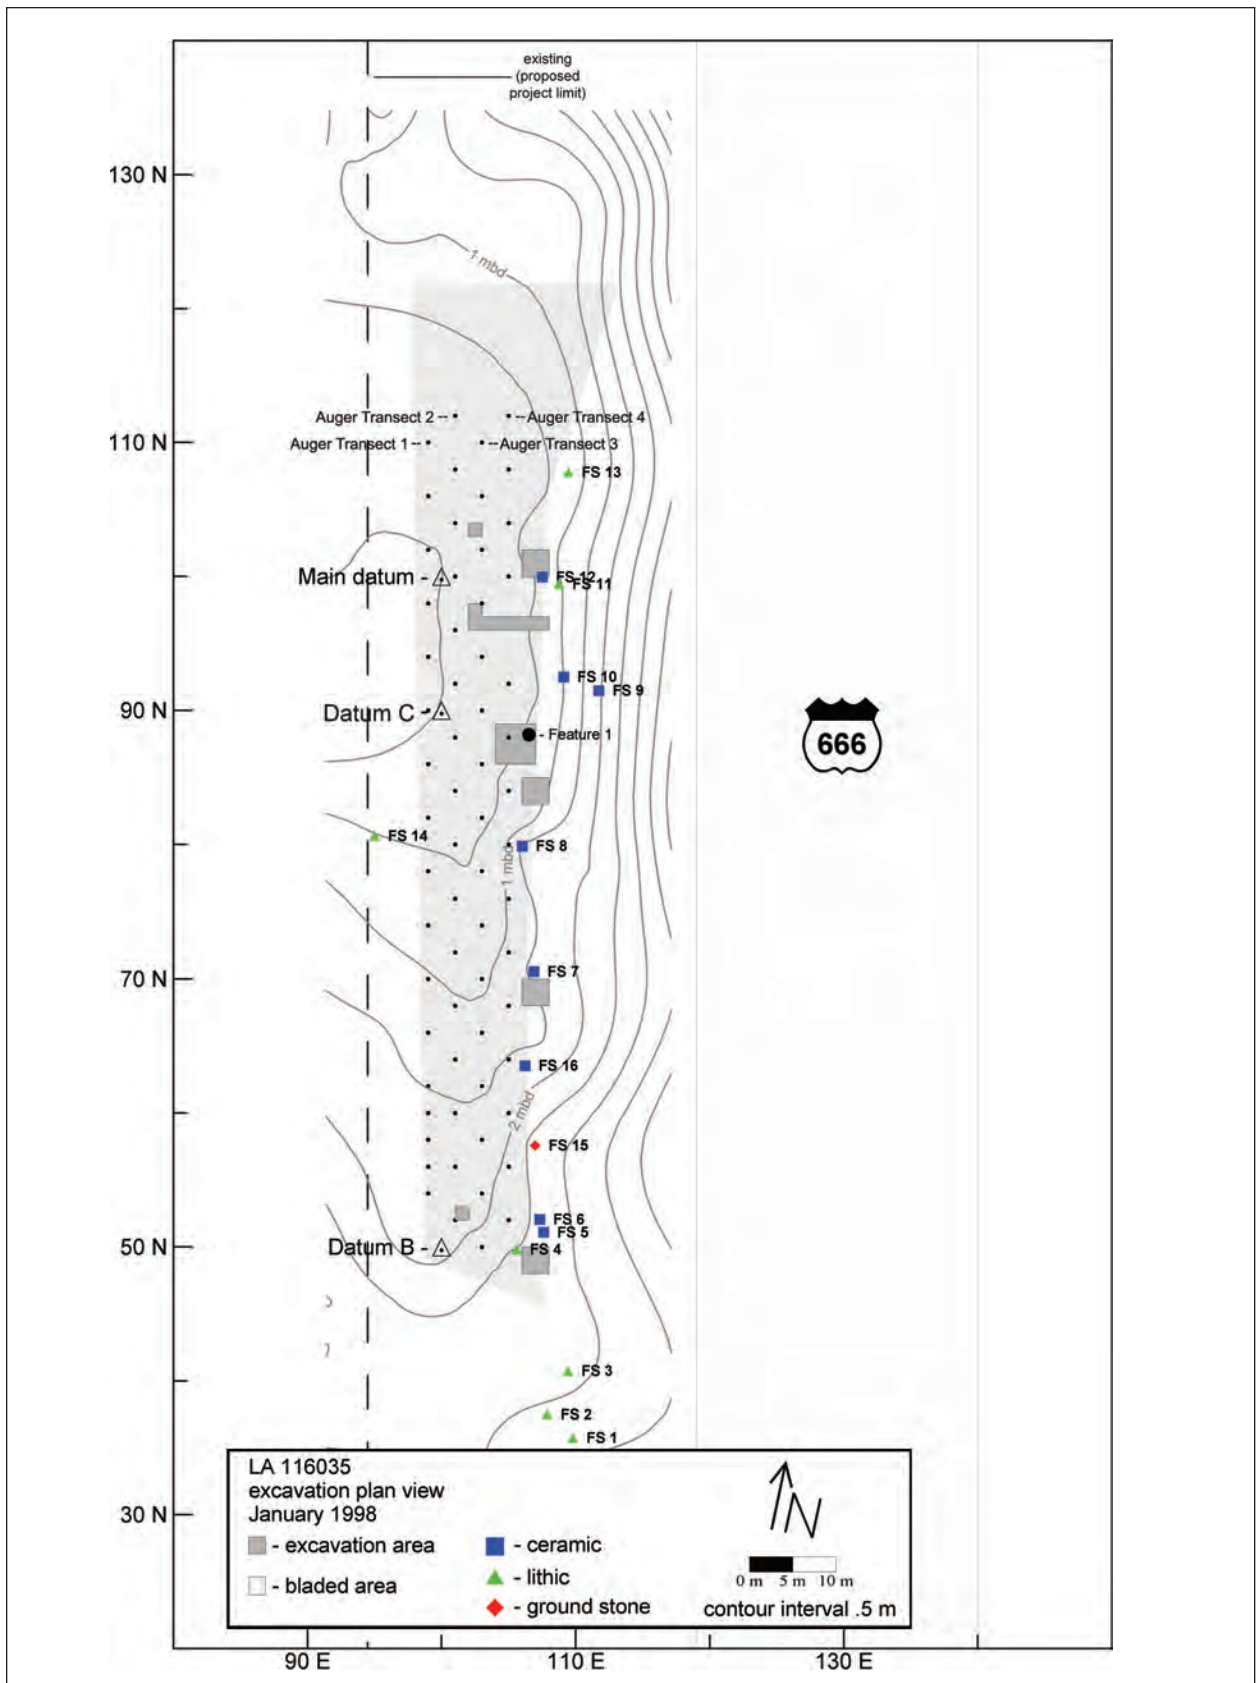 existing
(proposed
project limit)
130 N
1 mbd
Auger Transect 2
Auger Transect 4
110 N
Auger Transect 1
Auger Transect 3
FS 13
Main datum -
FS 12
FS 11
FS 10
FS 9
Datum C -
90 N
- Feature 1
666
FS 14
FS 8
1 mbd
70 N
FS 7
FS 16
2 mbd
FS 15
FS 6
FS 5
50 N
Datum B -
FS 4
FS 3
FS 2
FS 1
LA 116035
excavation plan view
January 1998
N
30 N
- excavation area
- ceramic
- bladed area
- lithic
0 m 5 m 10 m
- ground stone
contour interval .5 m
90 E
110 E
130 E